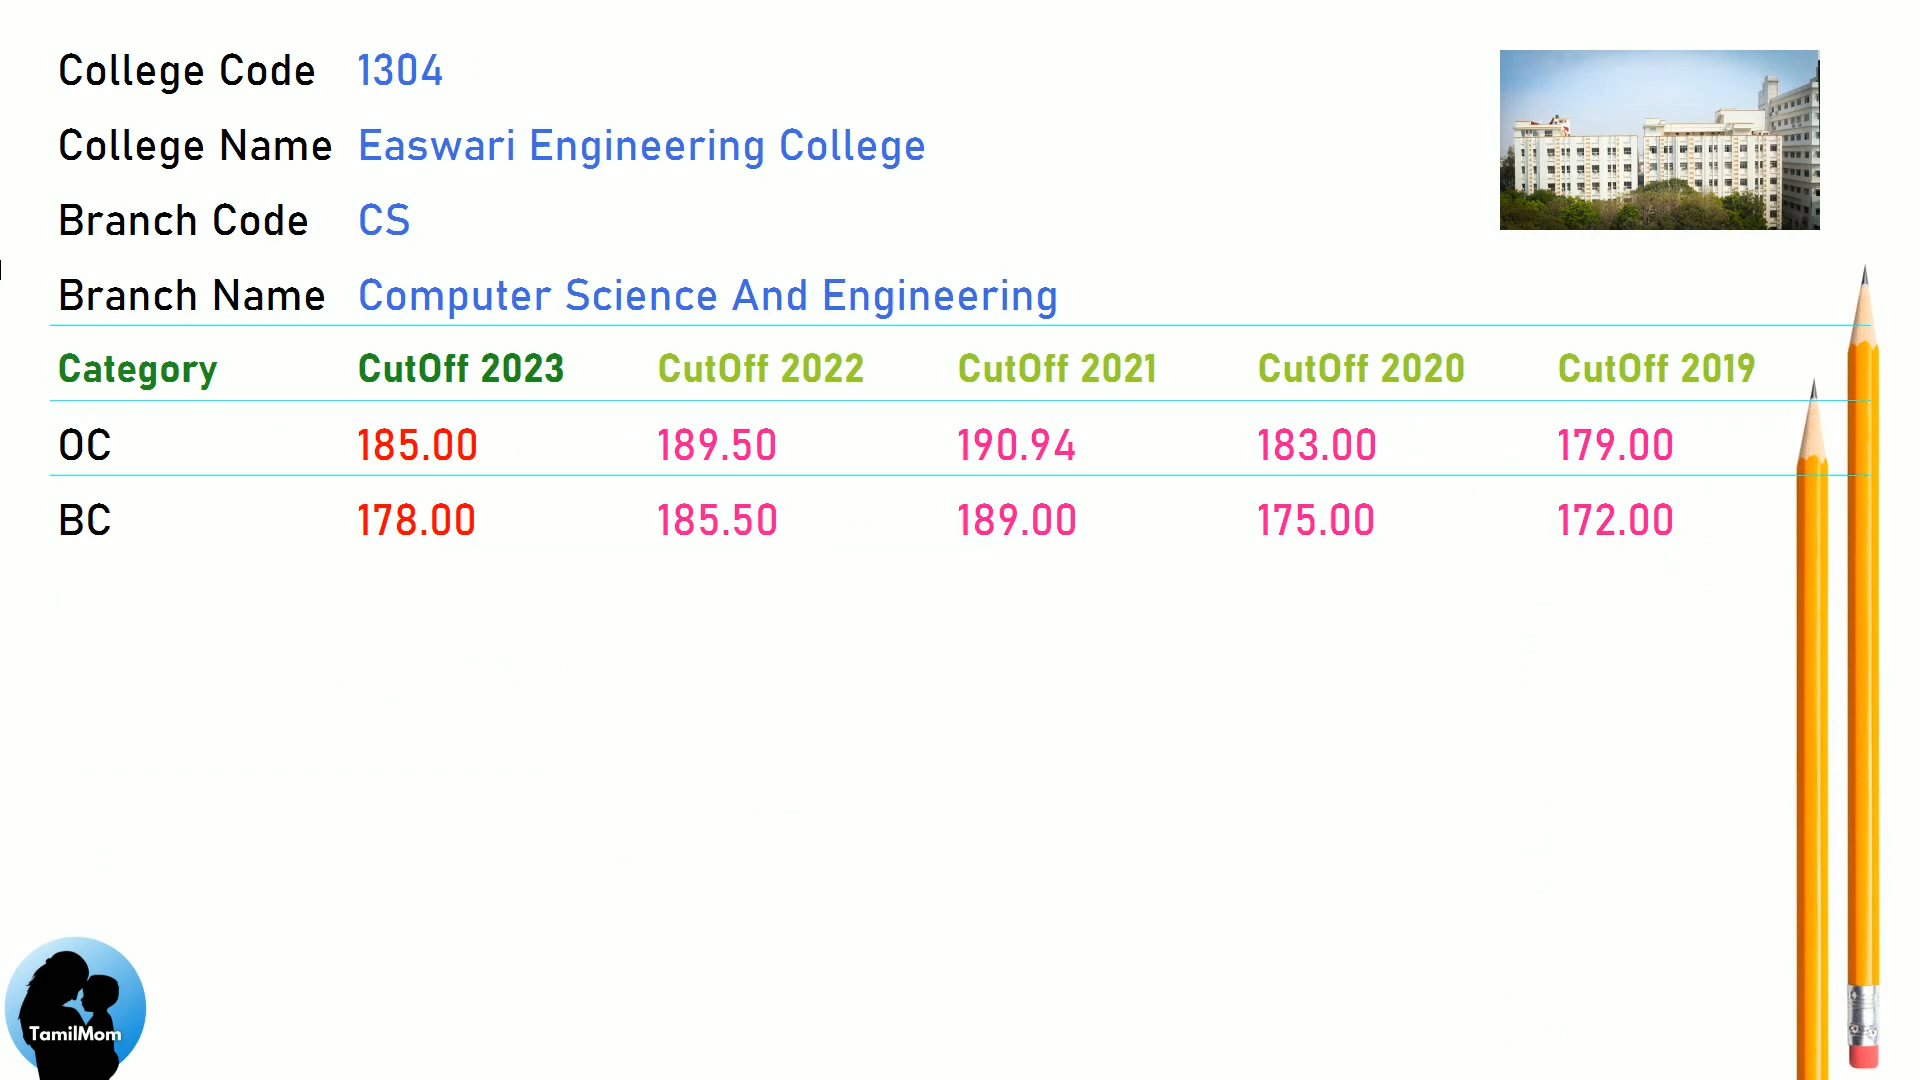 College Code 1304
College Name Easwari Engineering College
Branch Code CS
Branch Name Computer Science And Engineering
Category CutOff 2023 CutOff 2022 CutOff 2021 CutOff 2020 CutOff 2019
OC 185.00 189.50 190.94 183.00 179.00
BC 178.00 185.50 189.00 175.00 172.00
TamilMom